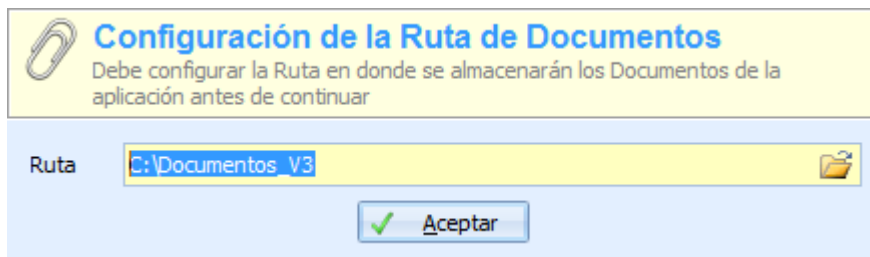 Configuración de la Ruta de Documentos
Debe configurar la Ruta en donde se almacenarán los Documentos de la
aplicación antes de continuar
Ruta C:\Documentos_V3
Aceptar